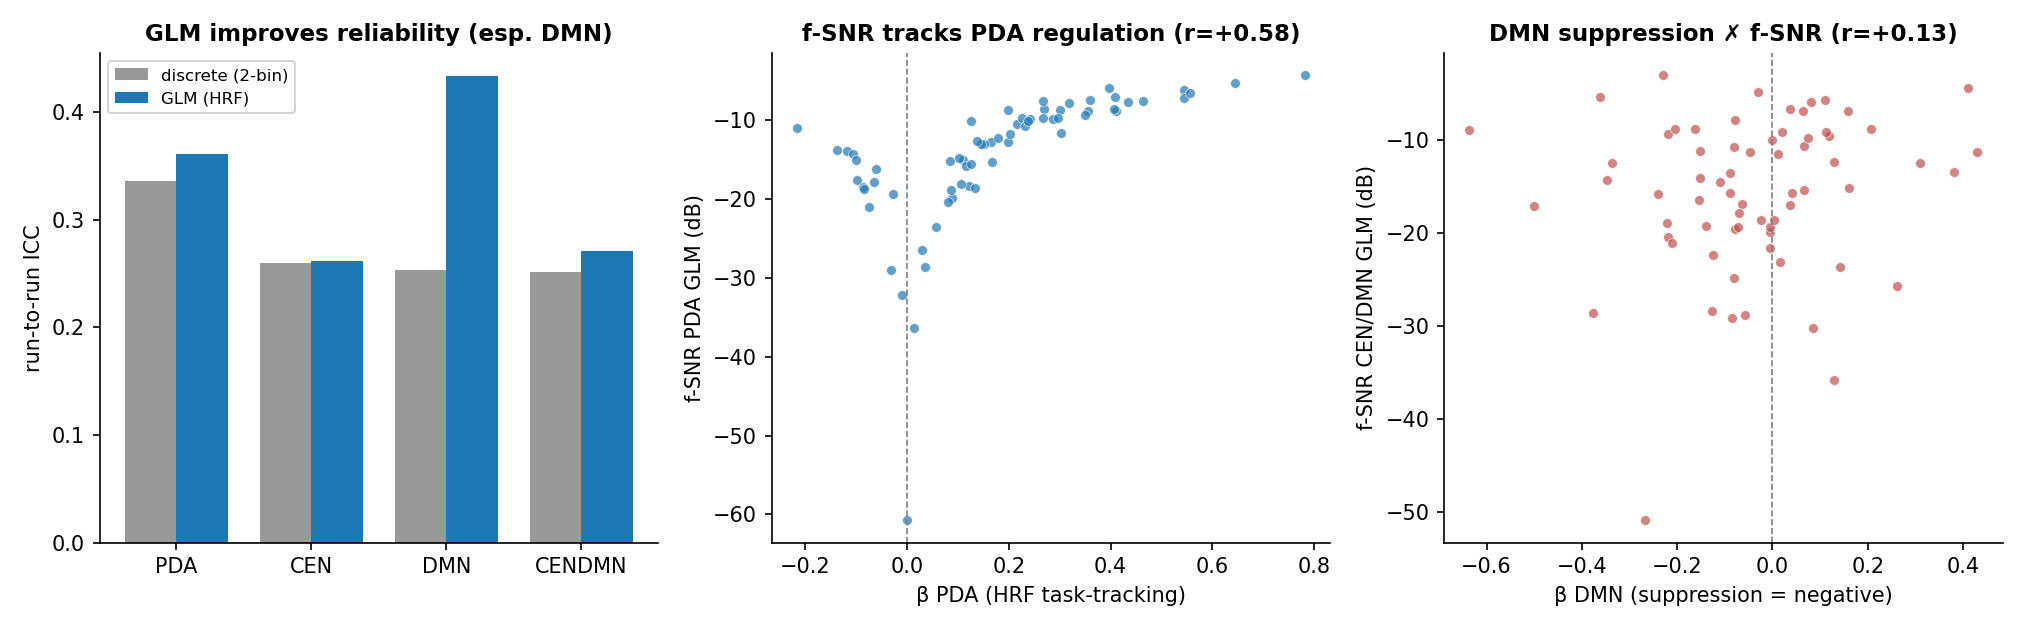 GLM improves reliability (esp. DMN)
discrete (2-bin)
GLM (HRF)
run-to-run ICC
0.4
0.3
0.2
0.1
0.0
PDA
CEN
DMN
CENDMN
f-SNR tracks PDA regulation (r=+0.58)
f-SNR PDA GLM (dB)
−10
−20
−30
−40
−50
−60
−0.2
0.0
0.2
0.4
0.6
0.8
β PDA (HRF task-tracking)
DMN suppression ✗ f-SNR (r=+0.13)
f-SNR CEN/DMN GLM (dB)
−10
−20
−30
−40
−50
−0.6
−0.4
−0.2
0.0
0.2
0.4
β DMN (suppression = negative)